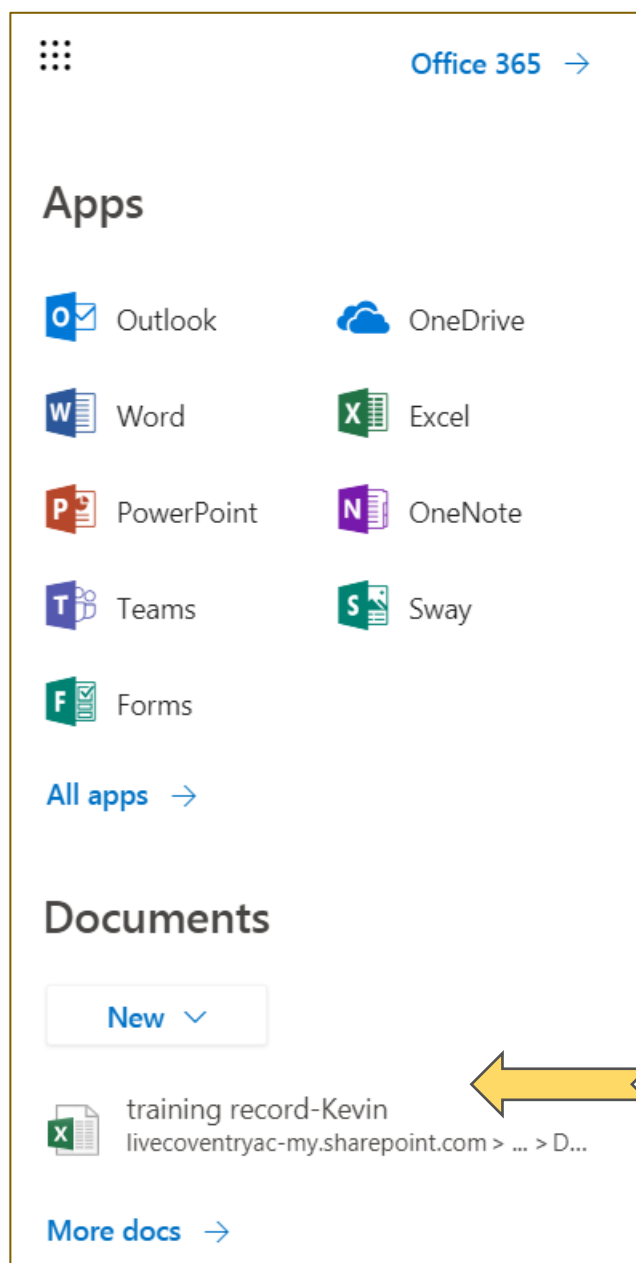 Office 365 →
Apps
Outlook OneDrive
Word Excel
PowerPoint OneNote
Teams Sway
Forms
All apps →
Documents
New
training record-Kevin
livecoventryac-my.sharepoint.com > ... > D...
More docs →